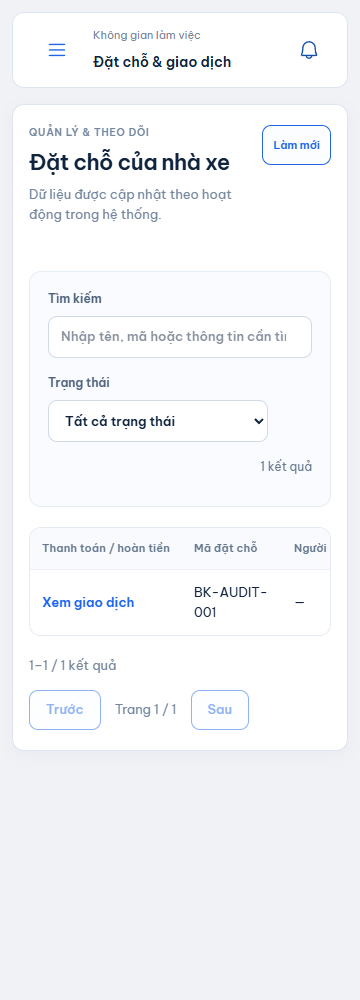 Không gian làm việc
Đặt chỗ & giao dịch
QUẢN LÝ & THEO DÕI
Đặt chỗ của nhà xe
Làm mới
Dữ liệu được cập nhật theo hoạt
động trong hệ thống.
Tìm kiếm
Nhập tên, mã hoặc thông tin cần tìm
Trạng thái
Tất cả trạng thái
1 kết quả
Thanh toán / hoàn tiền Mã đặt chỗ Người
Xem giao dịch BK-AUDIT-001 —
1–1 / 1 kết quả
Trước Trang 1 / 1 Sau